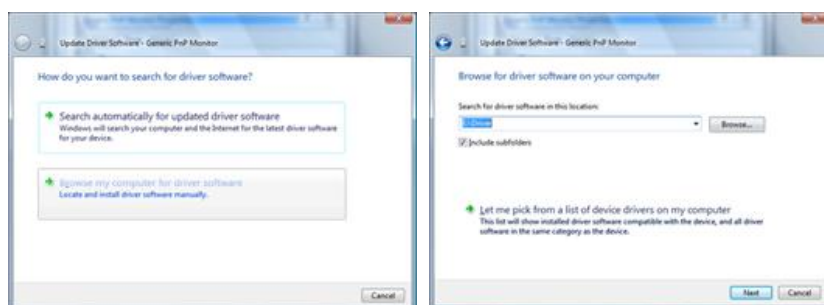 Update Driver Software - Generic PnP Monitor
How do you want to search for driver software?
Search automatically for updated driver software
Windows will search your computer and the Internet for the latest driver software
for your device.
Browse my computer for driver software
Locate and install driver software manually.
Cancel
Update Driver Software - Generic PnP Monitor
Browse for driver software on your computer
Search for driver software in this location:
Browse...
Include subfolders
Let me pick from a list of device drivers on my computer
This list will show installed driver software compatible with the device, and all driver
software in the same category as the device.
Next
Cancel